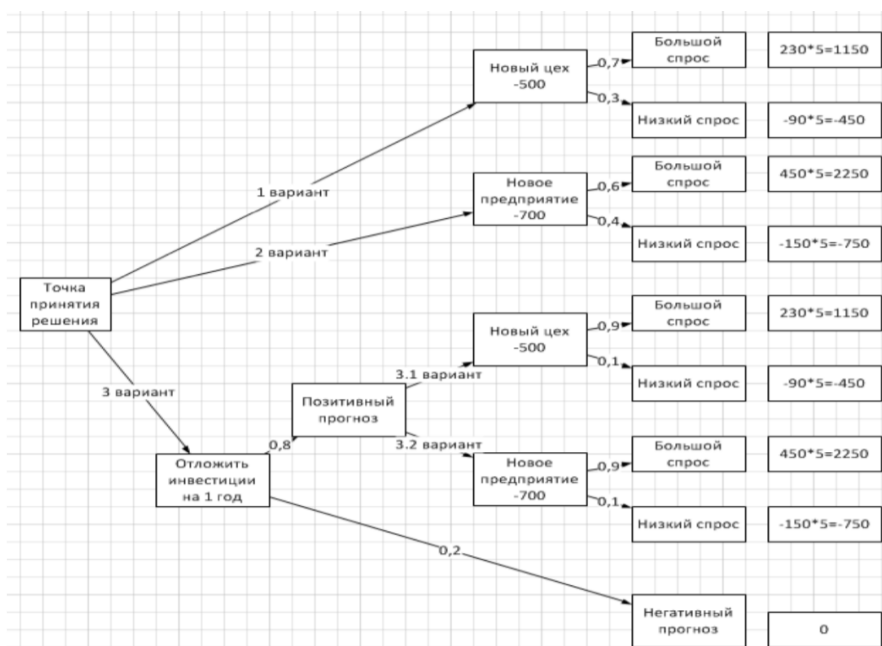 Большой
спрос
230*5=1150
Новый цех
-500
0,7
0,3
Низкий спрос
-90*5=-450
1 вариант
Большой
спрос
450*5=2250
Новое
предприятие
-700
0,6
0,4
Низкий спрос
-150*5=-750
2 вариант
Точка
принятия
решения
Большой
спрос
230*5=1150
Новый цех
-500
0,9
0,1
Низкий спрос
-90*5=-450
3.1 вариант
3 вариант
Позитивный
прогноз
0,8
3.2 вариант
Большой
спрос
450*5=2250
Новое
предприятие
-700
0,9
0,1
Низкий спрос
-150*5=-750
Отложить
инвестиции
на 1 год
0,2
Негативный
прогноз
0